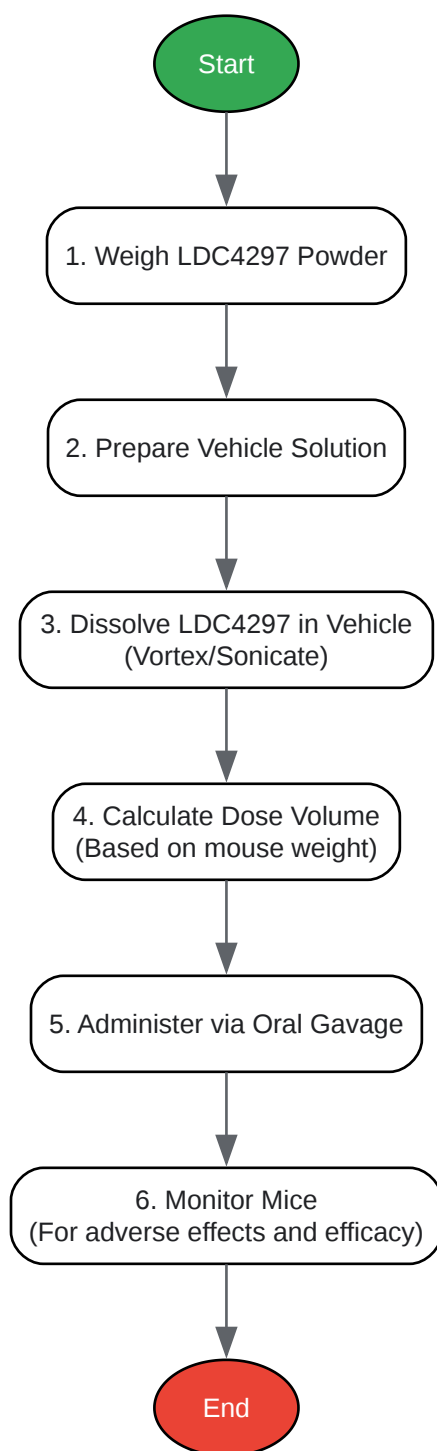 Start
1. Weigh LDC4297 Powder
2. Prepare Vehicle Solution
3. Dissolve LDC4297 in Vehicle
(Vortex/Sonicate)
4. Calculate Dose Volume
(Based on mouse weight)
5. Administer via Oral Gavage
6. Monitor Mice
(For adverse effects and efficacy)
End